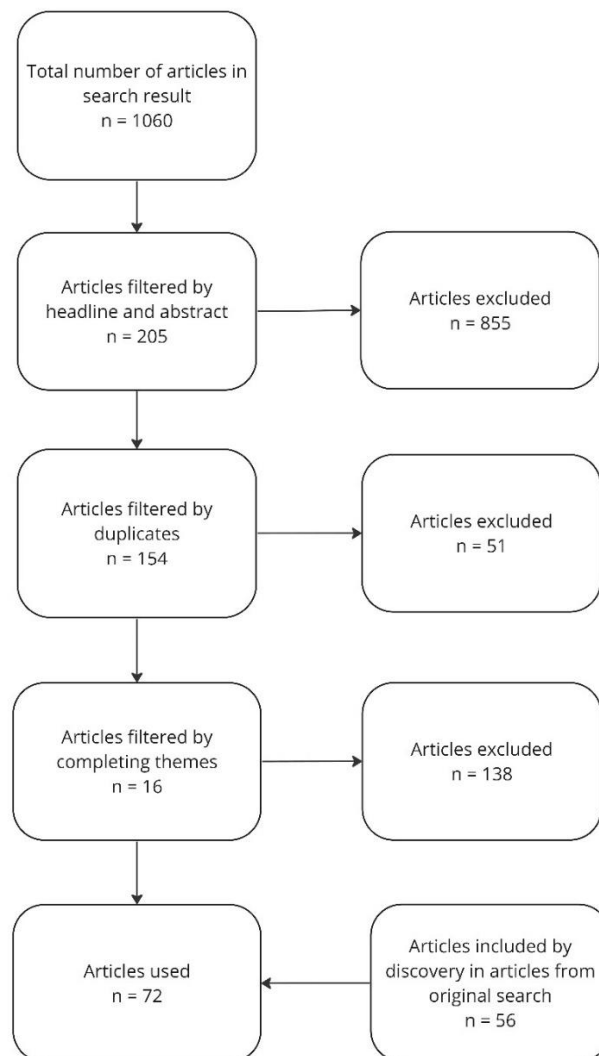 Total number of articles in
search result
n = 1060
Articles filtered by
headline and abstract
n = 205
Articles excluded
n = 855
Articles filtered by
duplicates
n = 154
Articles excluded
n = 51
Articles filtered by
completing themes
n = 16
Articles excluded
n = 138
Articles used
n = 72
Articles included by
discovery in articles from
original search
n = 56